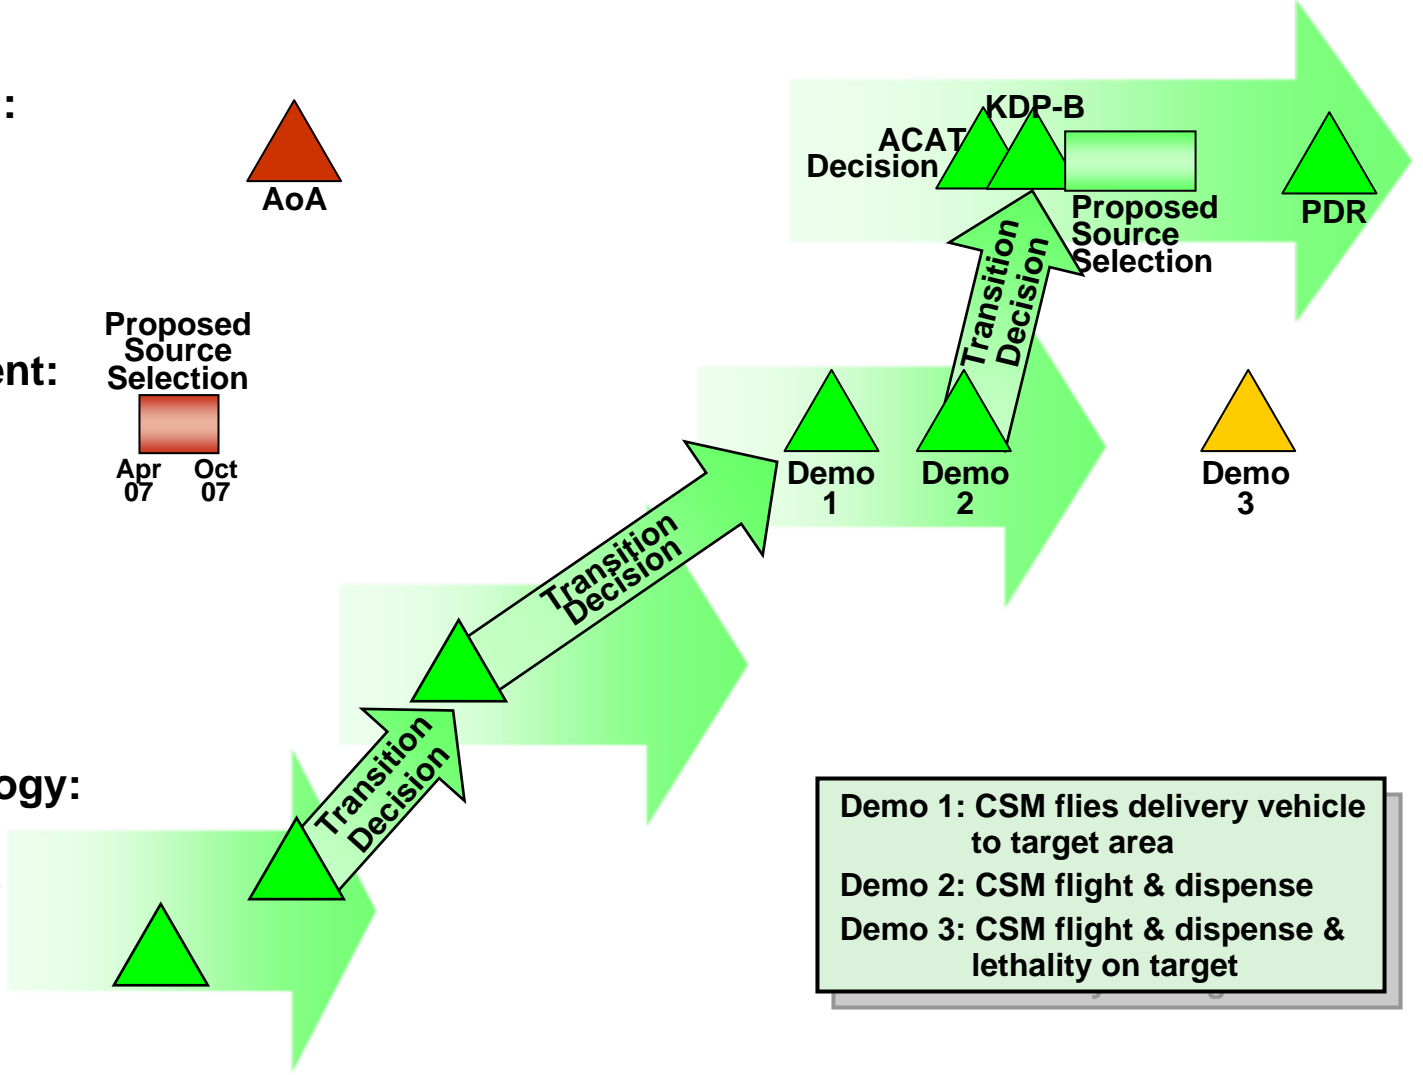 :
KDP-B
ACAT
Decision
AoA
Proposed
Source
Selection
PDR
Transition
Decision
Proposed
Source
Selection
ent:
Apr
07
Oct
07
Demo
1
Demo
2
Demo
3
Transition
Decision
Transition
Decision
ogy:
Demo 1: CSM flies delivery vehicle
to target area
Demo 2: CSM flight & dispense
Demo 3: CSM flight & dispense &
lethality on target